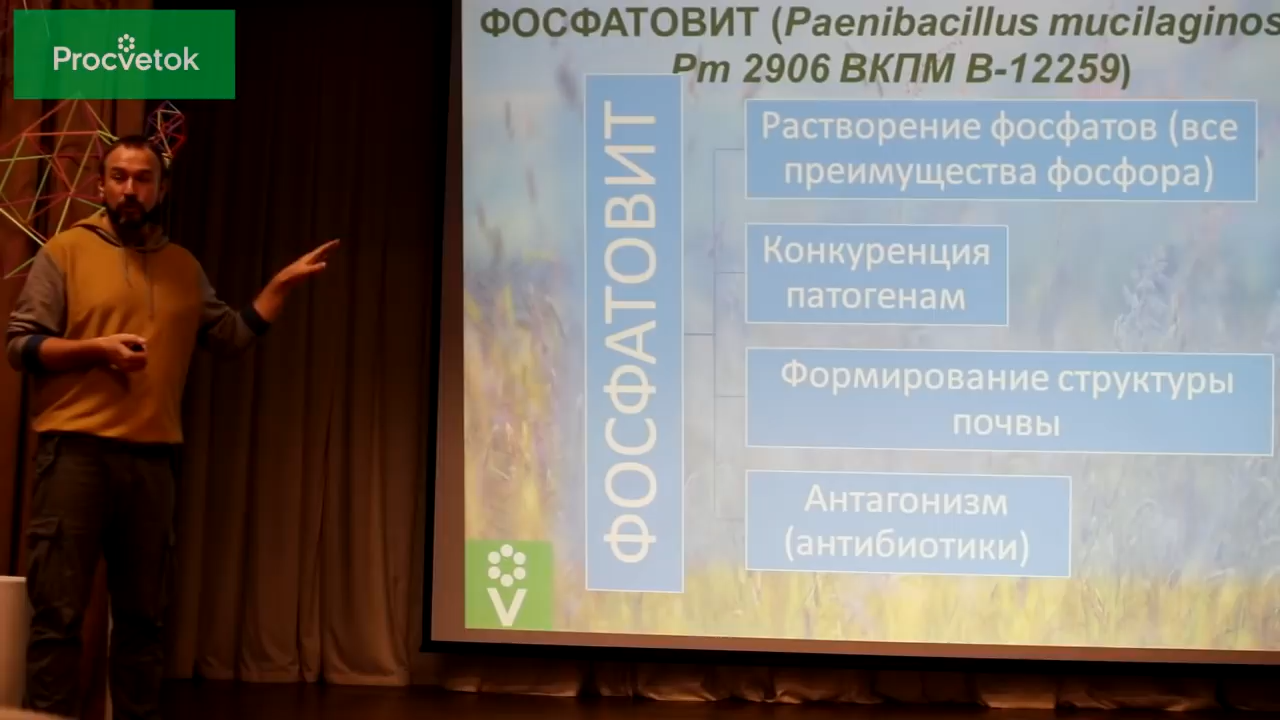 Procvetok
ФОСФАТОВИТ (Paenibacillus mucilaginos
Pm 2906 ВКПМ В-12259)
ФОСФАТОВИТ
Растворение фосфатов (все
преимущества фосфора)
Конкуренция
патогенам
Формирование структуры
почвы
Антагонизм
(антибиотики)